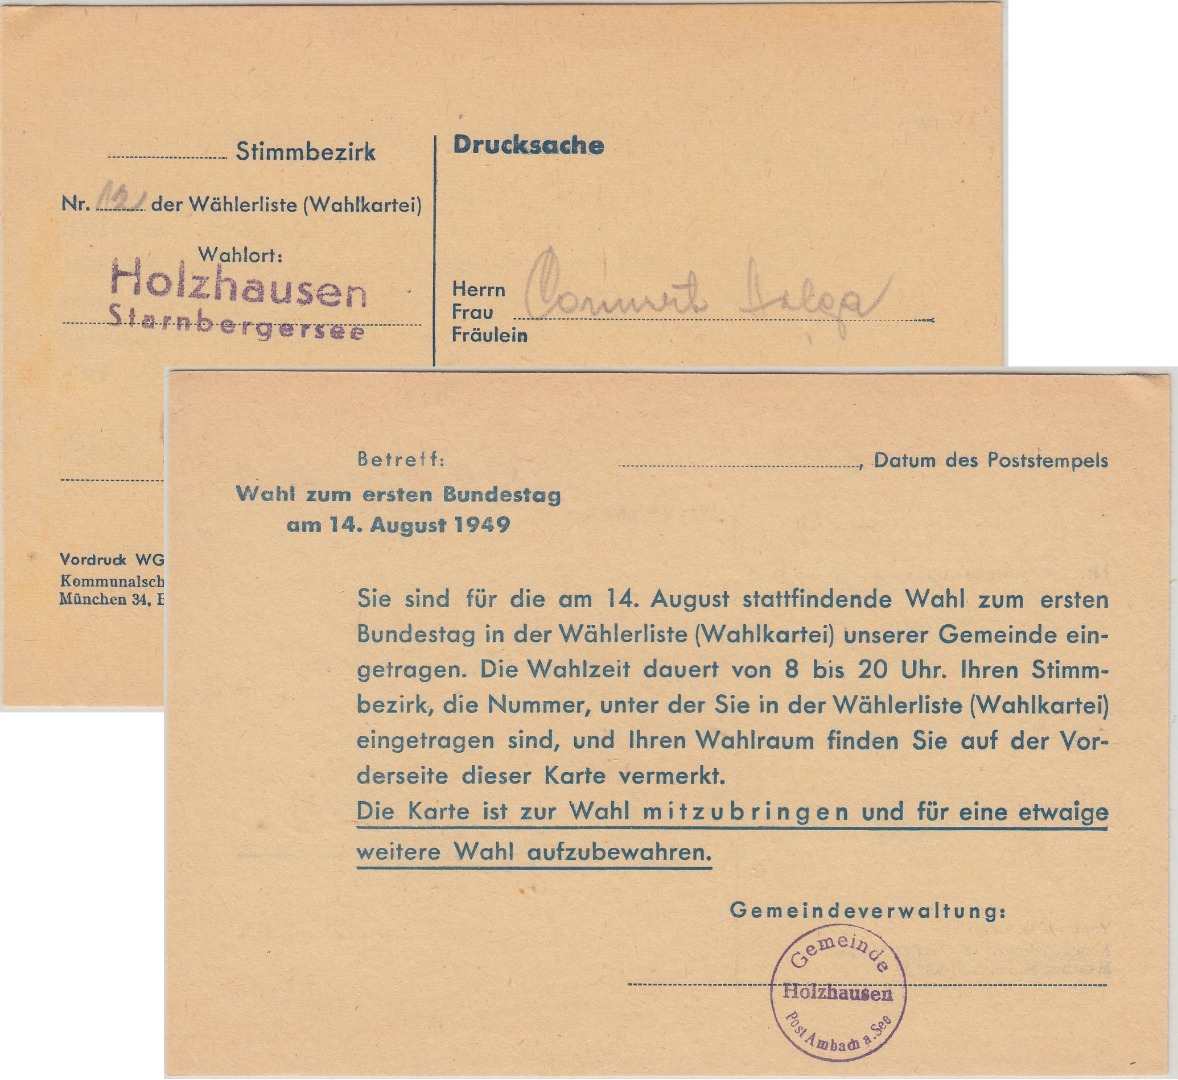 Stimmbezirk
Nr. 12 der Wählerliste (Wahlkartei)
Wahlort:
Holzhausen
Starnbergersee
Vordruck WG
Kommunalsch
München 34,
Drucksache
Herrn
Frau
Fräulein
Betreff:
Wahl zum ersten Bundestag
am 14. August 1949
, Datum des Poststempels
Sie sind für die am 14. August stattfindende Wahl zum ersten
Bundestag in der Wählerliste (Wahlkartei) unserer Gemeinde ein-
getragen. Die Wahlzeit dauert von 8 bis 20 Uhr. Ihren Stimm-
bezirk, die Nummer, unter der Sie in der Wählerliste (Wahlkartei)
eingetragen sind, und Ihren Wahlraum finden Sie auf der Vor-
derseite dieser Karte vermerkt.
Die Karte ist zur Wahl mitzubringen und für eine etwaige
weitere Wahl aufzubewahren.
Gemeindeverwaltung:
Gemeinde
Holzhausen
Post Ambach a. See